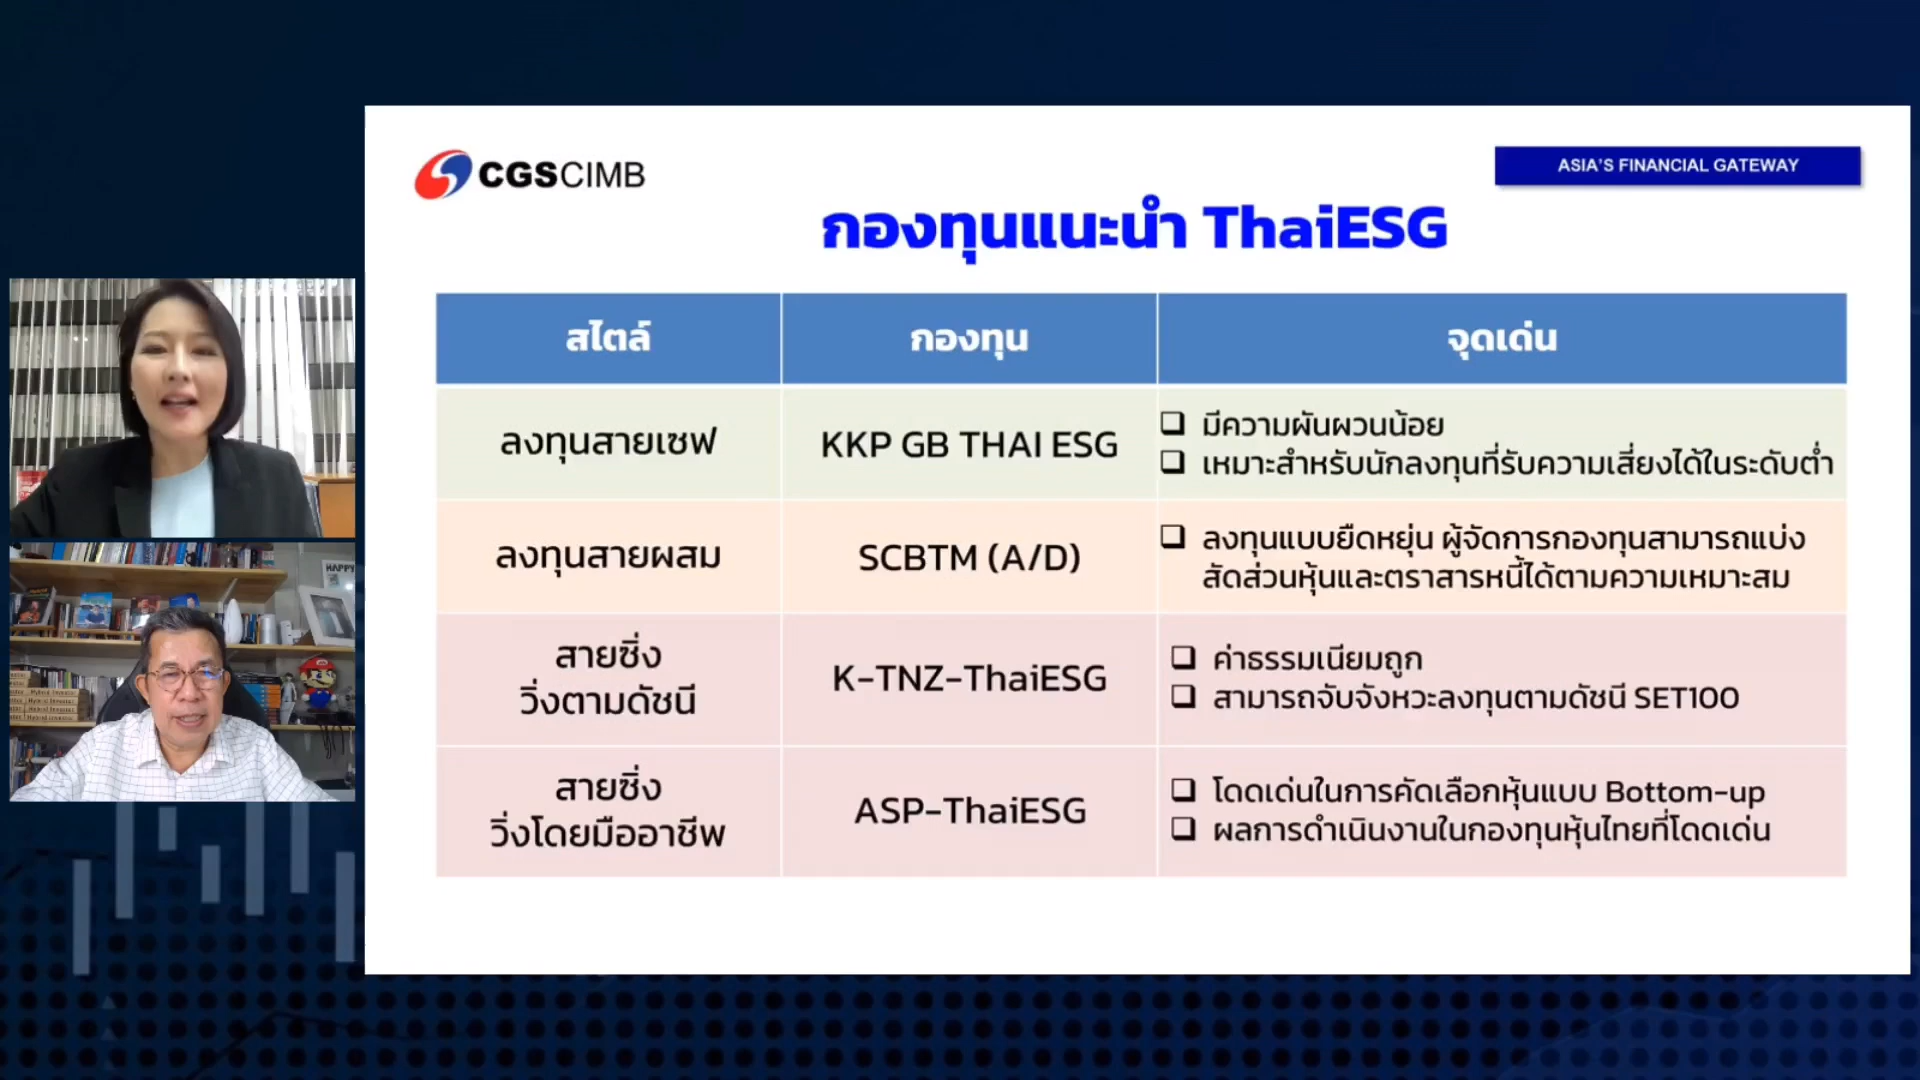 CGSCIMB
ASIA'S FINANCIAL GATEWAY
กองทุนแนะนำ ThaiESG
สไตล์
กองทุน
จุดเด่น
ลงทุนสายเซฟ
KKP GB THAI ESG
มีความผันผวนน้อย
เหมาะสำหรับนักลงทุนที่รับความเสี่ยงได้ในระดับต่ำ
ลงทุนสายผสม
SCBTM (A/D)
ลงทุนแบบยืดหยุ่น ผู้จัดการกองทุนสามารถแบ่ง
สัดส่วนหุ้นและตราสารหนี้ได้ตามความเหมาะสม
สายซิ่ง
วิ่งตามดัชนี
K-TNZ-ThaiESG
ค่าธรรมเนียมถูก
สามารถจับจังหวะลงทุนตามดัชนี SET100
สายซิ่ง
วิ่งโดยมืออาชีพ
ASP-ThaiESG
โดดเด่นในการคัดเลือกหุ้นแบบ Bottom-up
ผลการดำเนินงานในกองทุนหุ้นไทยที่โดดเด่น
HAPPY